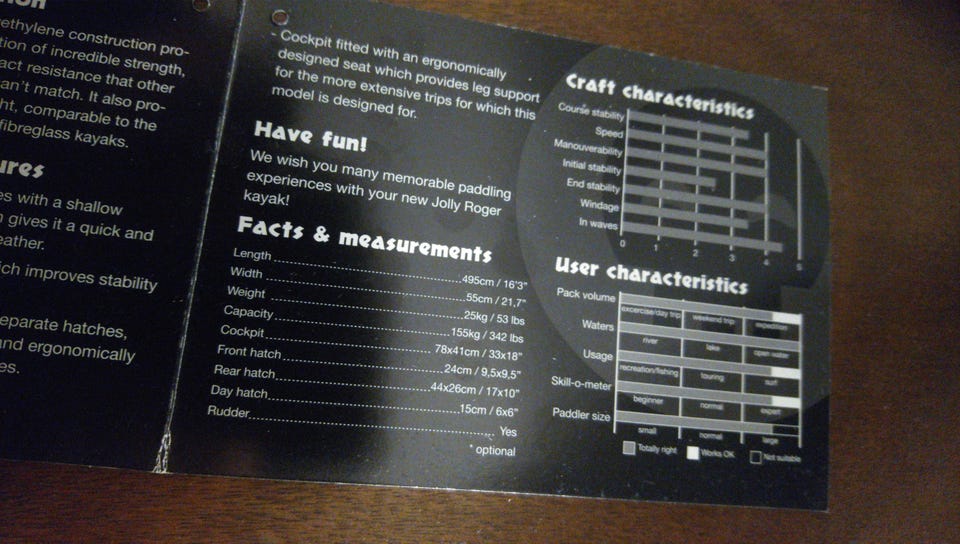 ethylene construction pro-
tion of incredible strength,
act resistance that other
an't match. It also pro-
ht, comparable to the
fibreglass kayaks.
ures
es with a shallow
n gives it a quick and
eather.
ich improves stability
eparate hatches,
and ergonomically
es.
- Cockpit fitted with an ergonomically
designed seat which provides leg support
for the more extensive trips for which this
model is designed for.
Have fun!
We wish you many memorable paddling
experiences with your new Jolly Roger
kayak!
Facts & measurements
Length 495cm / 16'3"
Width 55cm / 21,7"
Weight 25kg / 53 lbs
Capacity 155kg / 342 lbs
Cockpit 78x41cm / 33x18"
Front hatch 24cm / 9,5x9,5"
Rear hatch 44x26cm / 17x10"
Day hatch 15cm / 6x6"
Rudder Yes
* optional
Craft characteristics
Course stability
Speed
Manouverability
Initial stability
End stability
Windage
In waves
0 1 2 3 4 5
User characteristics
Pack volume
excercise/day trip weekend trip expedition
Waters
river lake open water
Usage
recreation/fishing touring surf
Skill-o-meter
beginner normal expert
Paddler size
small normal large
Totally right Works OK Not suitable